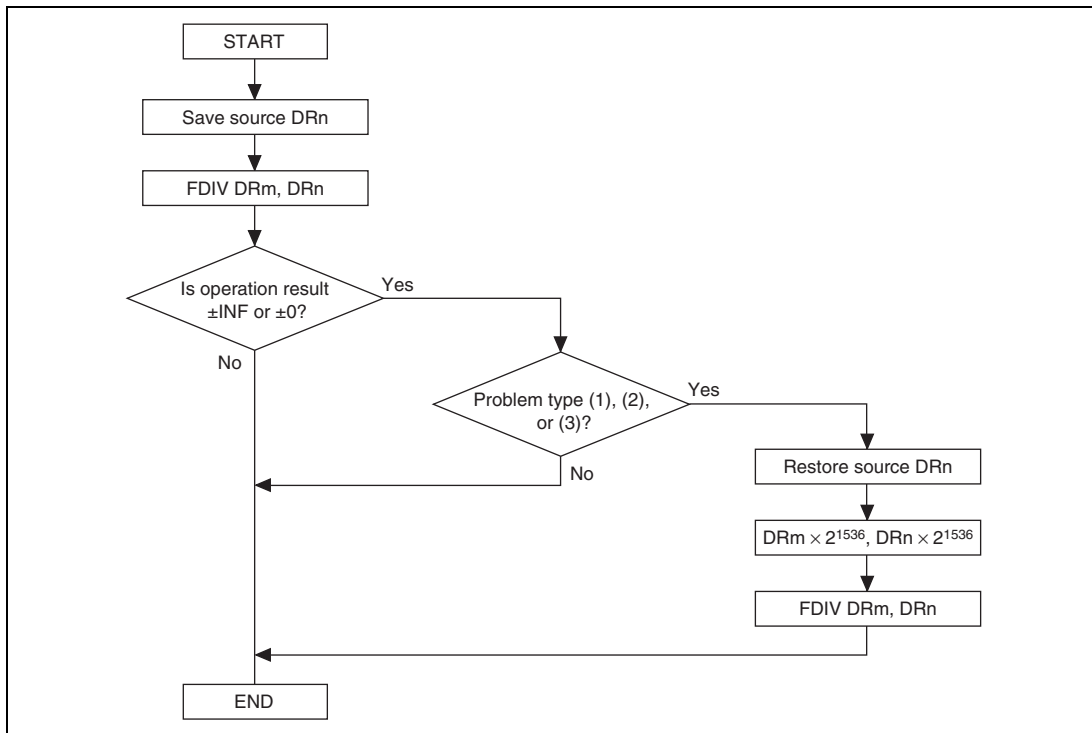 START
Save source DRn
FDIV DRm, DRn
Is operation result
±INF or ±0?
Yes
No
Problem type (1), (2),
or (3)?
Yes
No
Restore source DRn
DRm × 2¹⁵³⁶, DRn × 2¹⁵³⁶
FDIV DRm, DRn
END